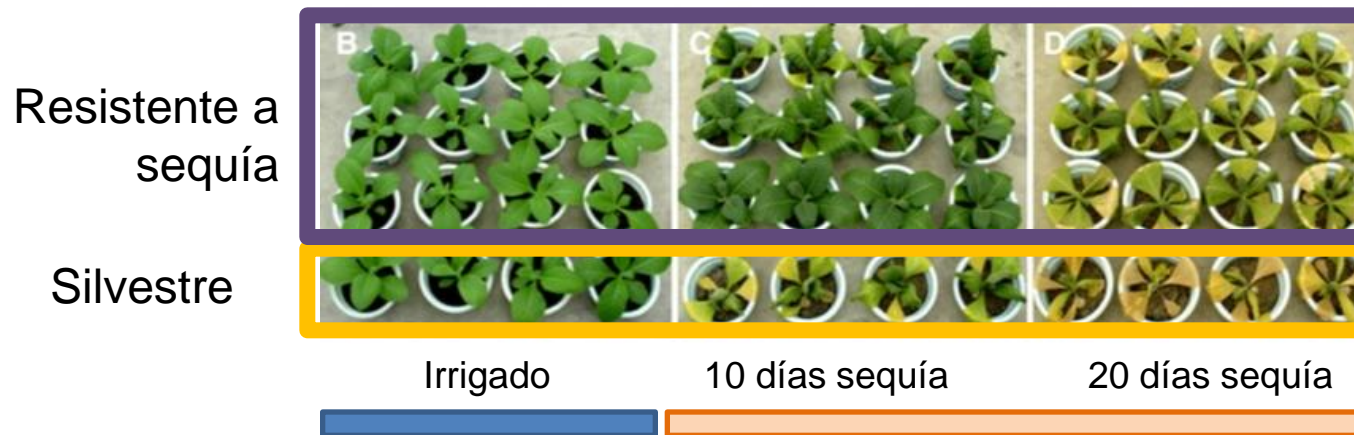 B
C
D
Resistente a
sequía
Silvestre
Irrigado
10 días sequía
20 días sequía